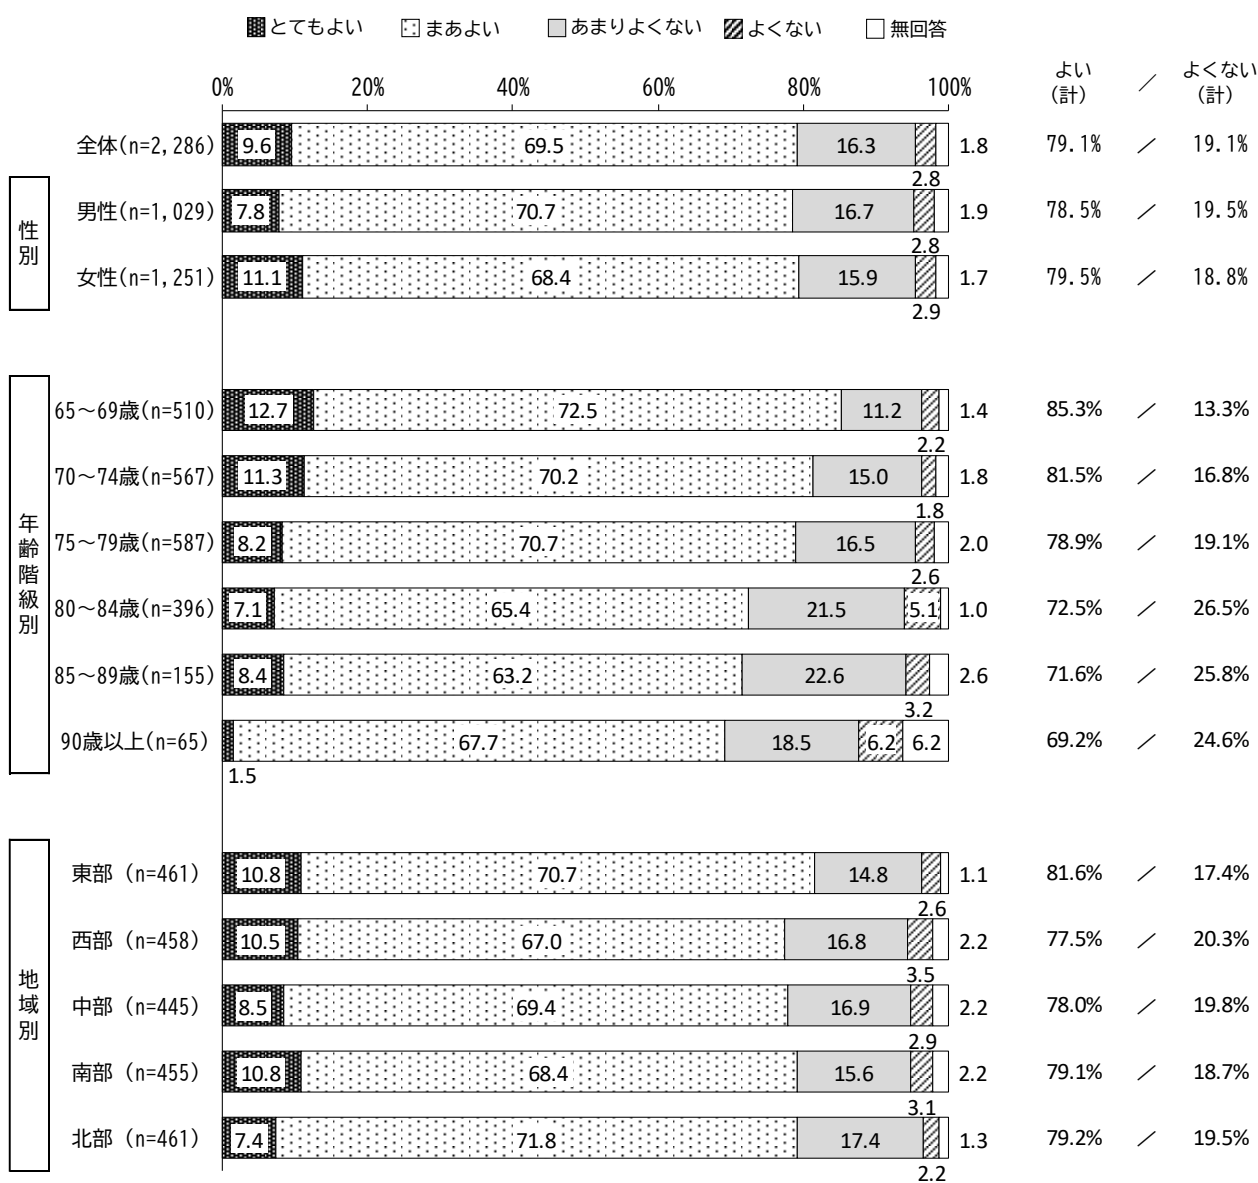 とてもよい まあよい あまりよくない よくない 無回答
よい よくない
(計) ／ (計)
0% 20% 40% 60% 80% 100%
全体(n=2,286) 9.6 69.5 16.3 1.8 79.1% ／ 19.1%
2.8
性別
男性(n=1,029) 7.8 70.7 16.7 1.9 78.5% ／ 19.5%
2.8
女性(n=1,251) 11.1 68.4 15.9 1.7 79.5% ／ 18.8%
2.9
年齢階級別
65～69歳(n=510) 12.7 72.5 11.2 1.4 85.3% ／ 13.3%
2.2
70～74歳(n=567) 11.3 70.2 15.0 1.8 81.5% ／ 16.8%
1.8
75～79歳(n=587) 8.2 70.7 16.5 2.0 78.9% ／ 19.1%
2.6
80～84歳(n=396) 7.1 65.4 21.5 5.1 1.0 72.5% ／ 26.5%
85～89歳(n=155) 8.4 63.2 22.6 2.6 71.6% ／ 25.8%
3.2
90歳以上(n=65) 67.7 18.5 6.2 6.2 69.2% ／ 24.6%
1.5
地域別
東部 (n=461) 10.8 70.7 14.8 1.1 81.6% ／ 17.4%
2.6
西部 (n=458) 10.5 67.0 16.8 2.2 77.5% ／ 20.3%
3.5
中部 (n=445) 8.5 69.4 16.9 2.2 78.0% ／ 19.8%
2.9
南部 (n=455) 10.8 68.4 15.6 2.2 79.1% ／ 18.7%
3.1
北部 (n=461) 7.4 71.8 17.4 1.3 79.2% ／ 19.5%
2.2